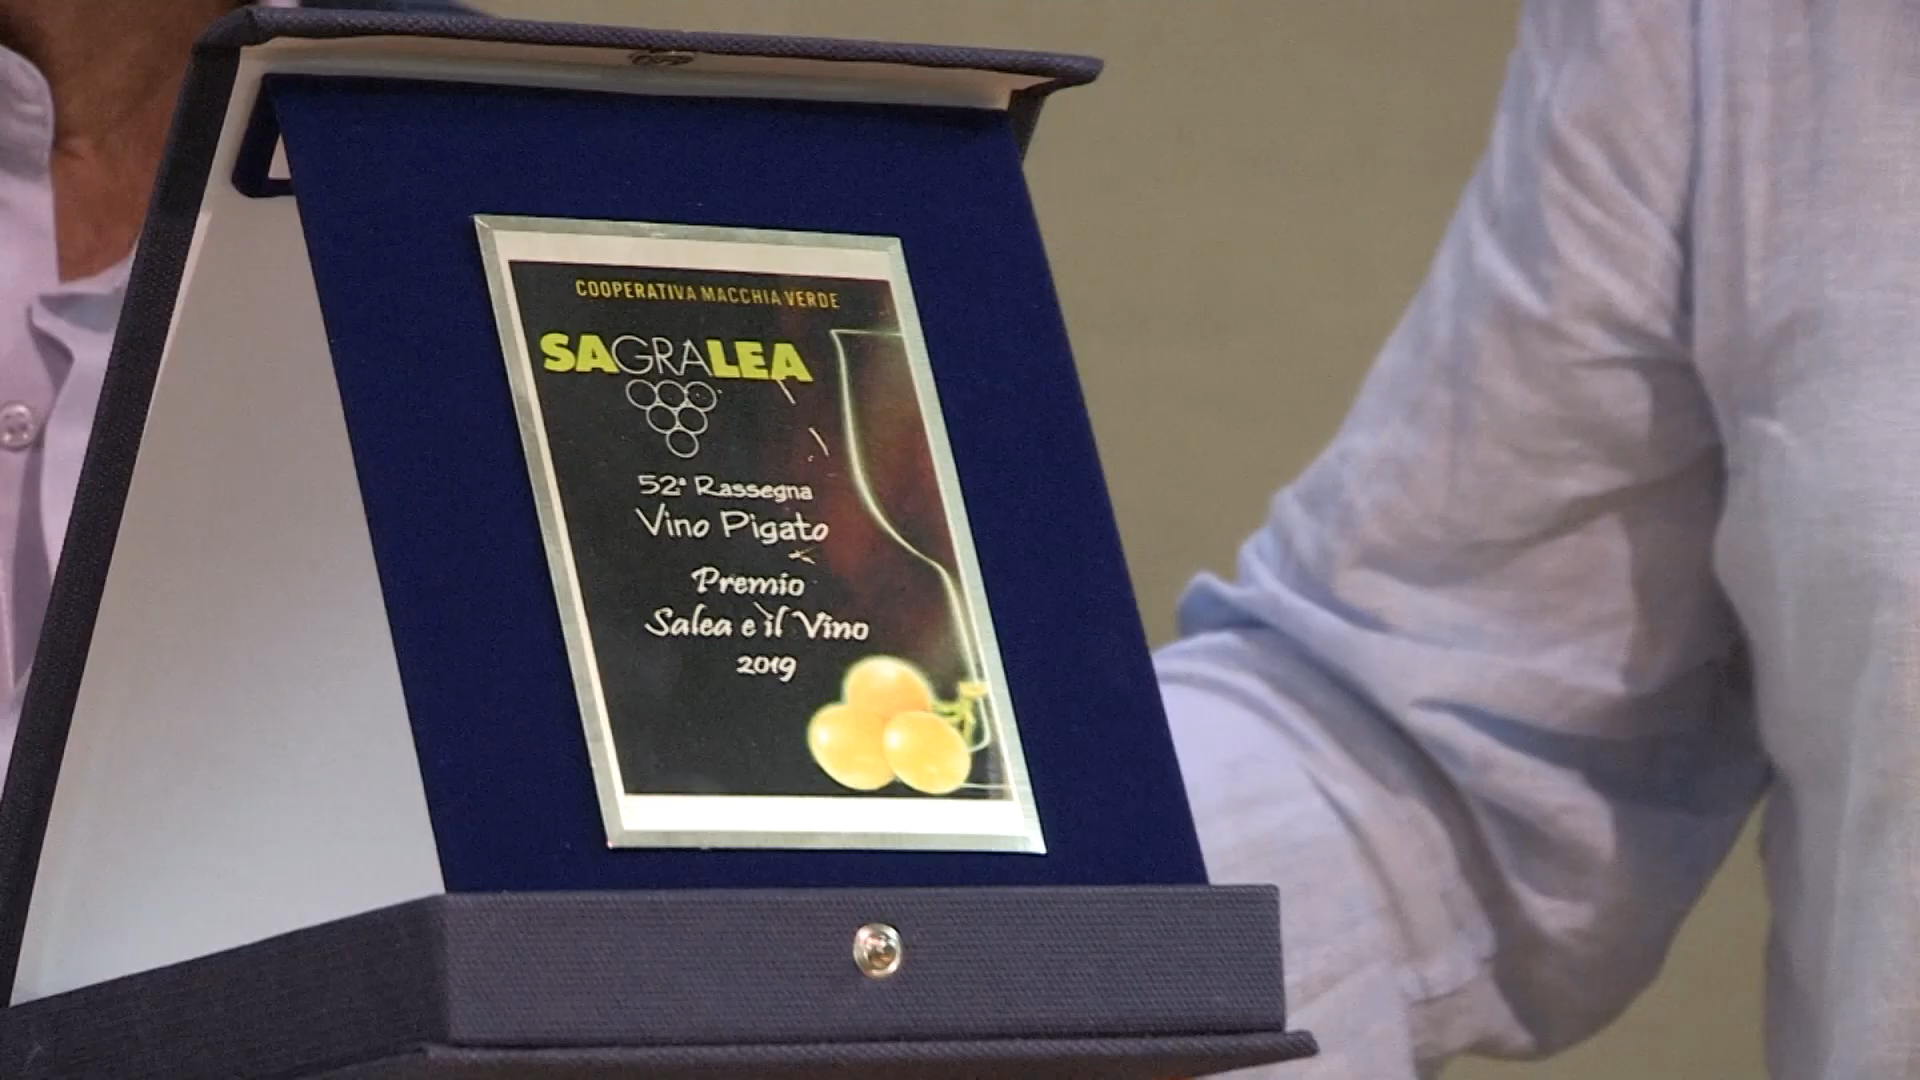 COOPERATIVA MACCHIA VERDE
SAGRALEA
52ª Rassegna
Vino Pigato
Premio
Salea e il Vino
2019